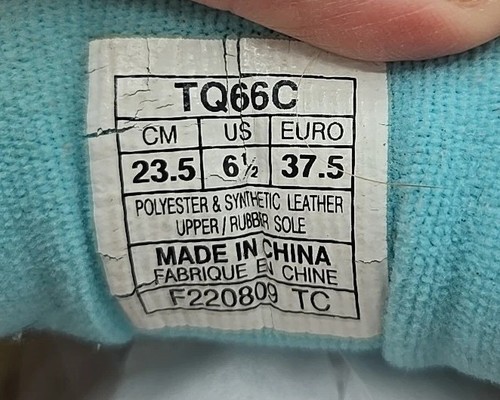 TQ66C
CM US EURO
23.5 6½ 37.5
POLYESTER & SYNTHETIC LEATHER
UPPER / RUBBER SOLE
MADE IN CHINA
FABRIQUE EN CHINE
F220809 TC